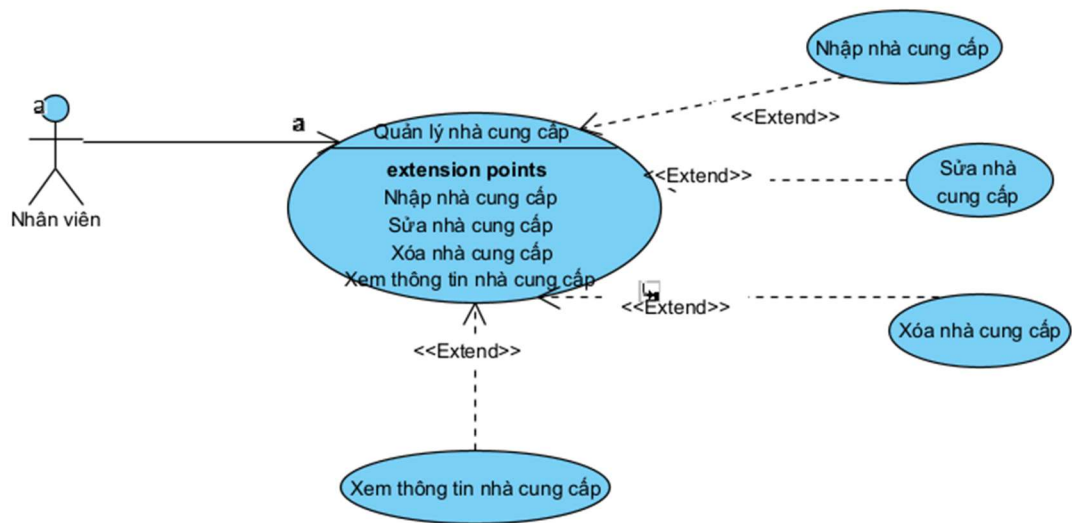 Nhập nhà cung cấp
<<Extend>>
a
a
Nhân viên
Quản lý nhà cung cấp
extension points
Nhập nhà cung cấp
Sửa nhà cung cấp
Xóa nhà cung cấp
Xem thông tin nhà cung cấp
<<Extend>>
Sửa nhà
cung cấp
<<Extend>>
Xóa nhà cung cấp
<<Extend>>
Xem thông tin nhà cung cấp